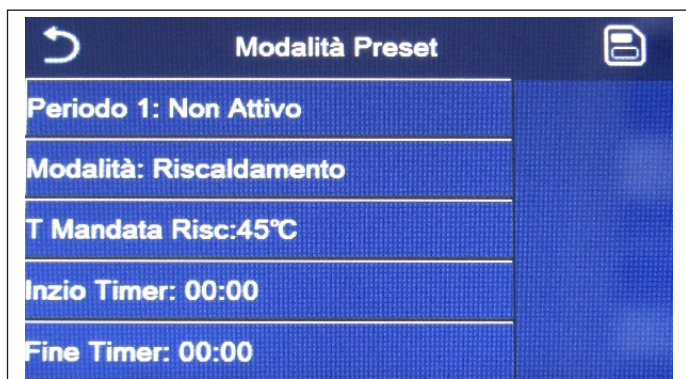 Modalità Preset
Periodo 1: Non Attivo
Modalità: Riscaldamento
T Mandata Risc:45℃
Inzio Timer: 00:00
Fine Timer: 00:00